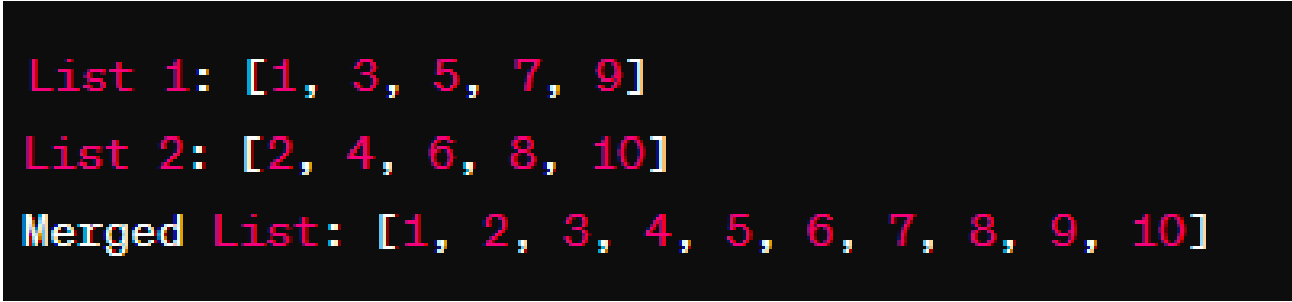 List 1: [1, 3, 5, 7, 9]
List 2: [2, 4, 6, 8, 10]
Merged List: [1, 2, 3, 4, 5, 6, 7, 8, 9, 10]